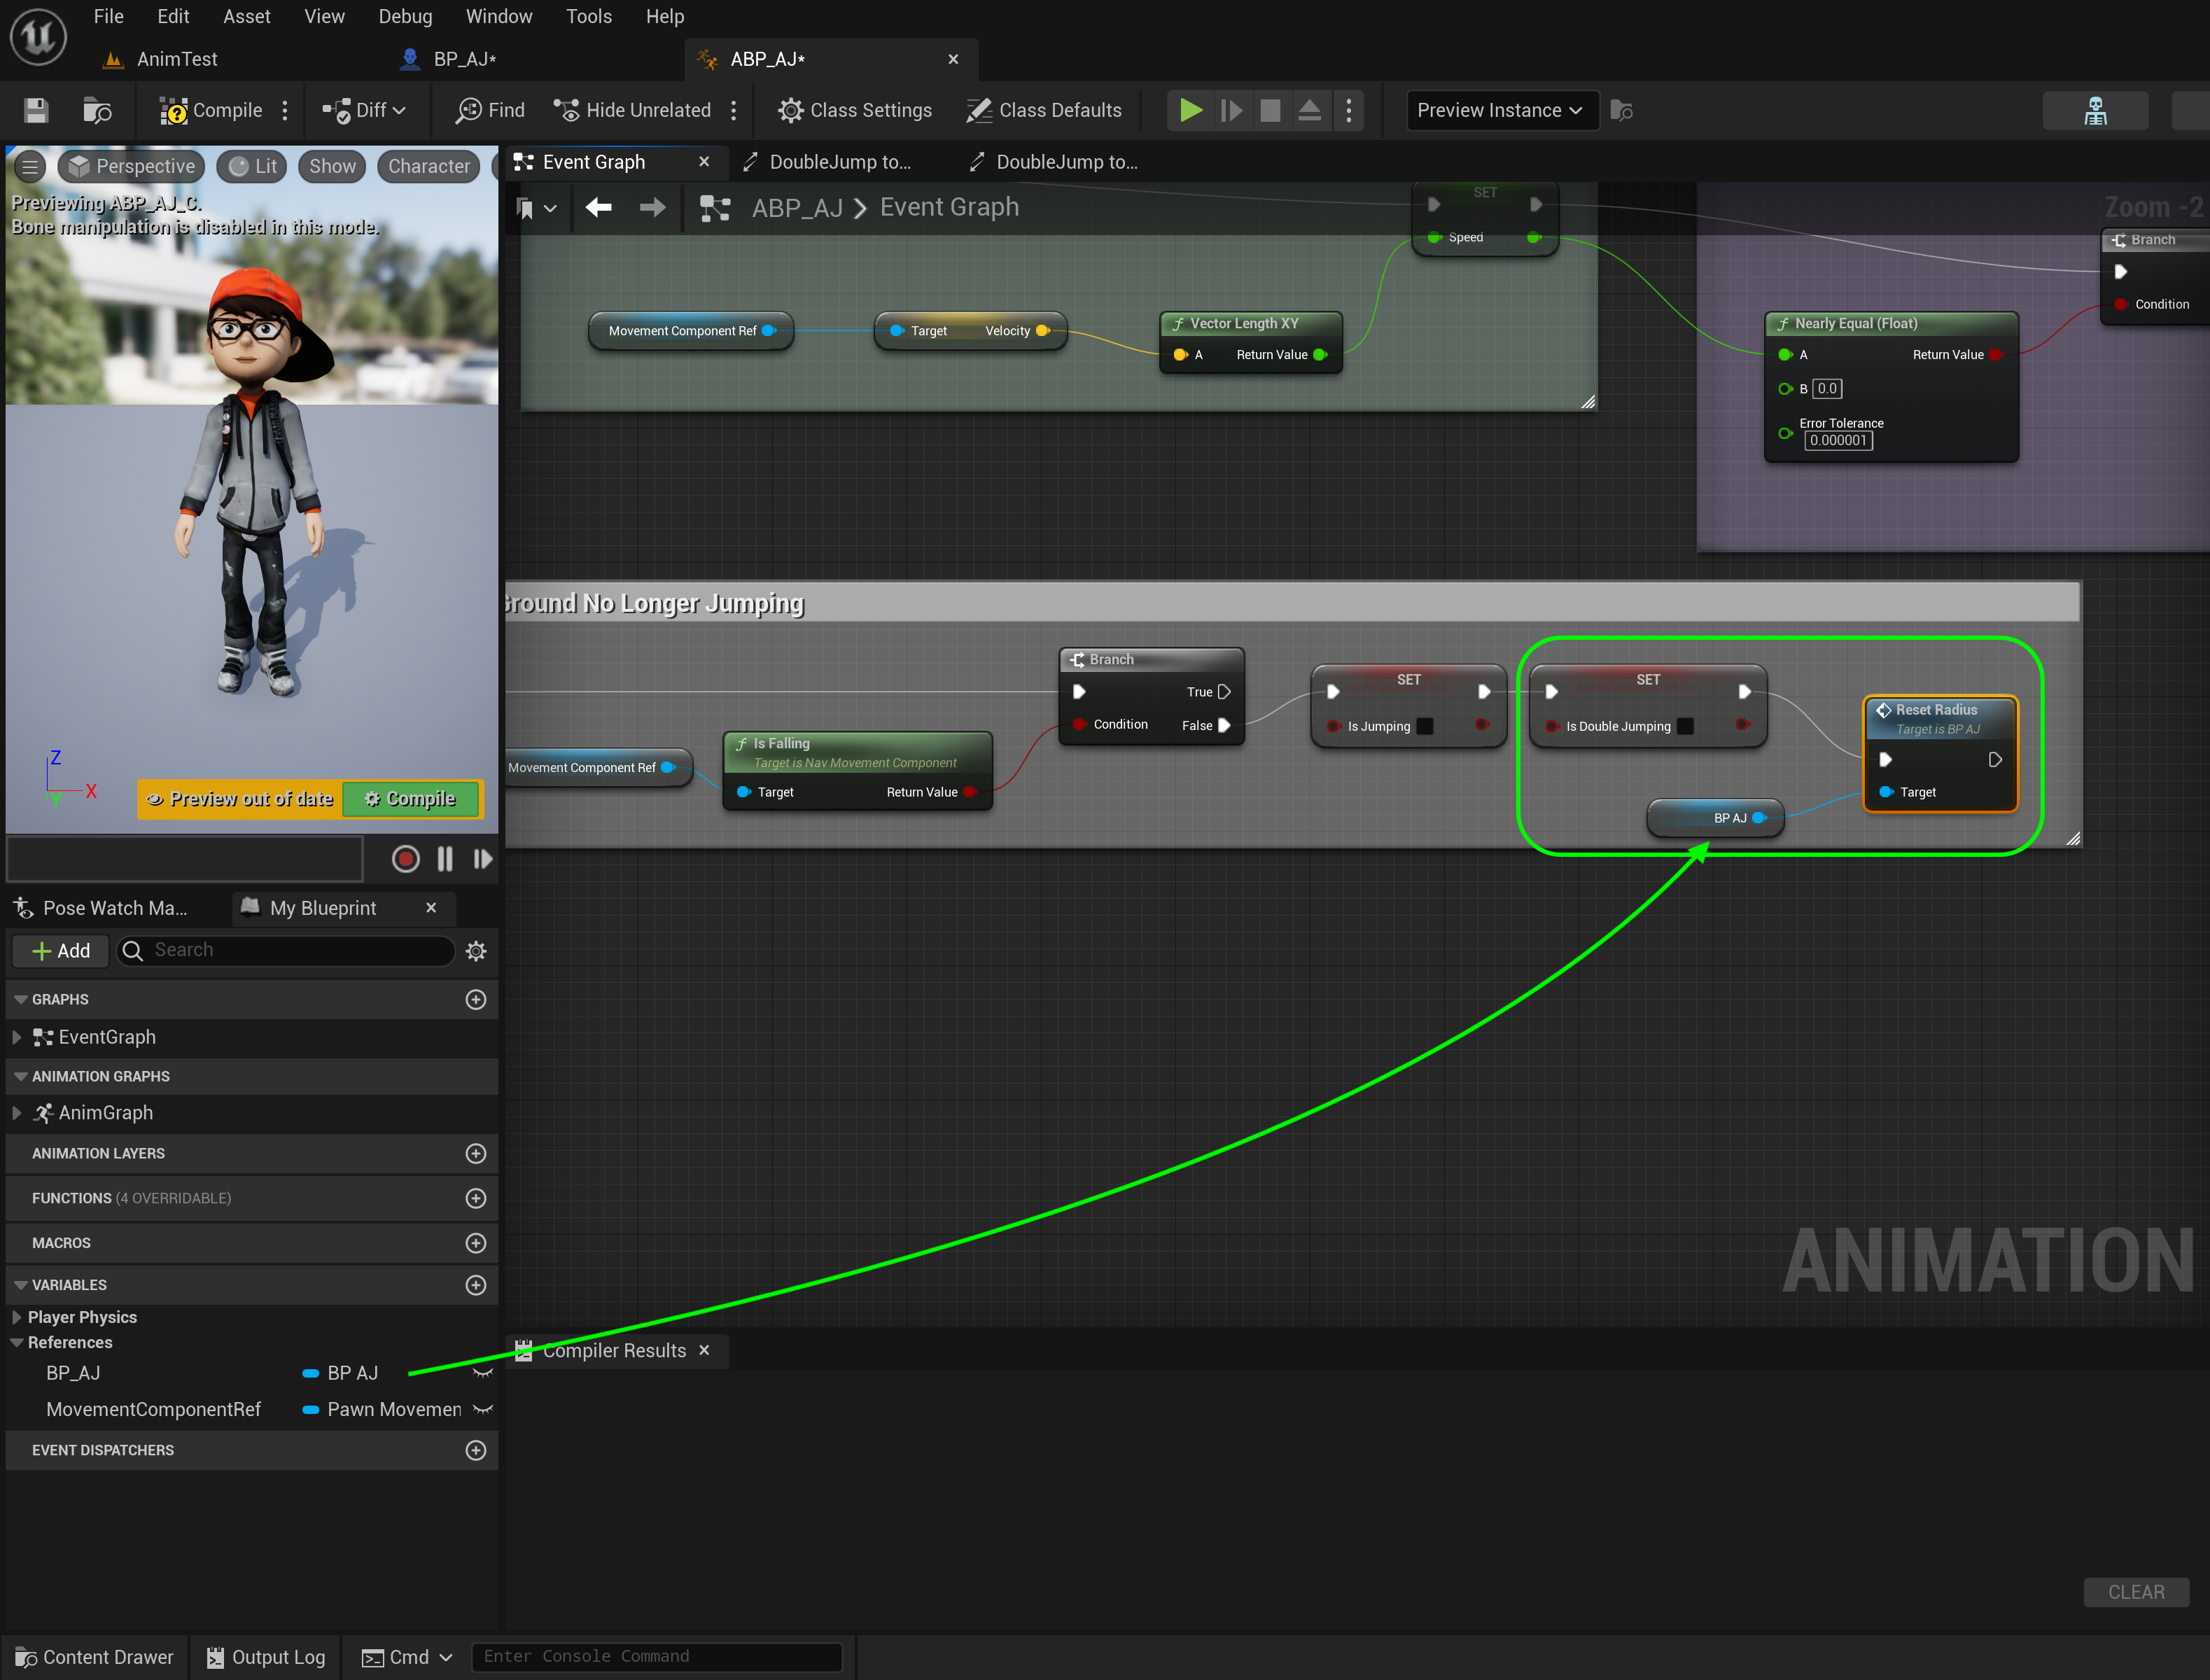 File Edit Asset View Debug Window Tools Help
AnimTest BP_AJ* ABP_AJ*
Compile Diff Find Hide Unrelated Class Settings Class Defaults Preview Instance
Perspective Lit Show Character
Previewing ABP_AJ_C.
Bone manipulation is disabled in this mode.
Z
X
Y
Preview out of date Compile
Event Graph DoubleJump to... DoubleJump to...
ABP_AJ Event Graph
Zoom -2
SET
Speed
Movement Component Ref
Target Velocity
Vector Length XY
A Return Value
Nearly Equal (Float)
A Return Value
B 0.0
Error Tolerance
0.000001
Branch
Condition
Ground No Longer Jumping
Movement Component Ref
Is Falling
Target is Nav Movement Component
Target Return Value
Branch
True
Condition False
SET
Is Jumping
SET
Is Double Jumping
BP AJ
Reset Radius
Target is BP AJ
Target
ANIMATION
Pose Watch Ma... My Blueprint
Add Search
GRAPHS
EventGraph
ANIMATION GRAPHS
AnimGraph
ANIMATION LAYERS
FUNCTIONS (4 OVERRIDABLE)
MACROS
VARIABLES
Player Physics
References
BP_AJ BP AJ
MovementComponentRef Pawn Movemen
EVENT DISPATCHERS
Compiler Results
CLEAR
Content Drawer Output Log Cmd Enter Console Command